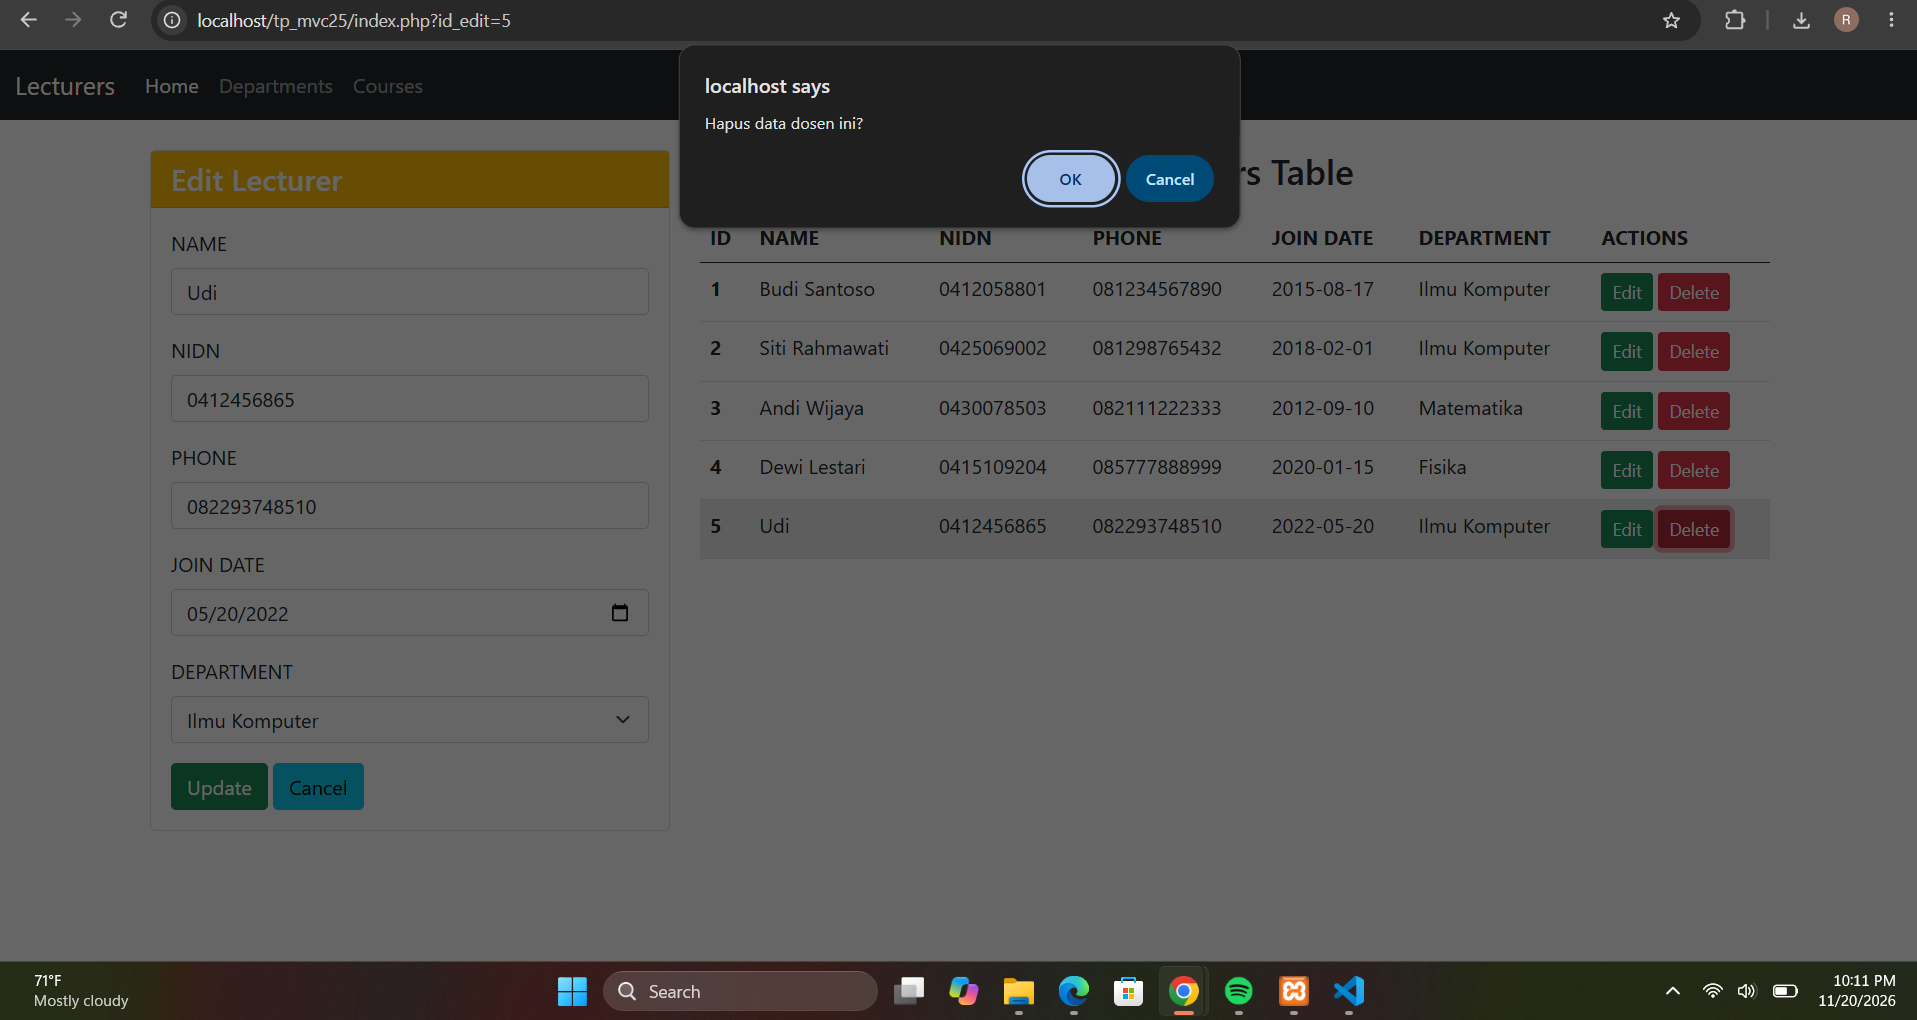 localhost/tp_mvc25/index.php?id_edit=5
R
Lecturers Home Departments Courses
localhost says
Hapus data dosen ini?
OK Cancel
Edit Lecturer
NAME
Udi
NIDN
0412456865
PHONE
082293748510
JOIN DATE
05/20/2022
DEPARTMENT
Ilmu Komputer
Update Cancel
rs Table
ID NAME NIDN PHONE JOIN DATE DEPARTMENT ACTIONS
1 Budi Santoso 0412058801 081234567890 2015-08-17 Ilmu Komputer Edit Delete
2 Siti Rahmawati 0425069002 081298765432 2018-02-01 Ilmu Komputer Edit Delete
3 Andi Wijaya 0430078503 082111222333 2012-09-10 Matematika Edit Delete
4 Dewi Lestari 0415109204 085777888999 2020-01-15 Fisika Edit Delete
5 Udi 0412456865 082293748510 2022-05-20 Ilmu Komputer Edit Delete
71°F
Mostly cloudy
Search
10:11 PM
11/20/2026